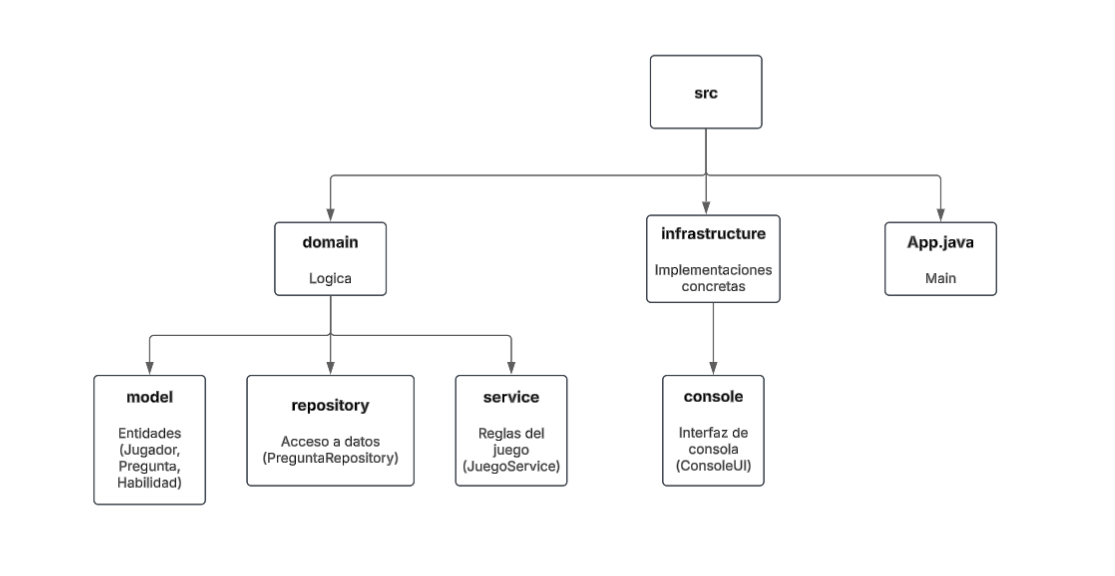 src
domain
Logica
infrastructure
Implementaciones
concretas
App.java
Main
model
Entidades
(Jugador,
Pregunta,
Habilidad)
repository
Acceso a datos
(PreguntaRepository)
service
Reglas del
juego
(JuegoService)
console
Interfaz de
consola
(ConsoleUI)